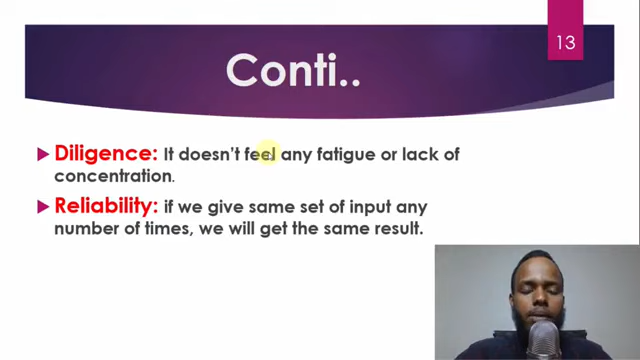 13
Conti..
Diligence: It doesn't feel any fatigue or lack of
concentration.
Reliability: if we give same set of input any
number of times, we will get the same result.